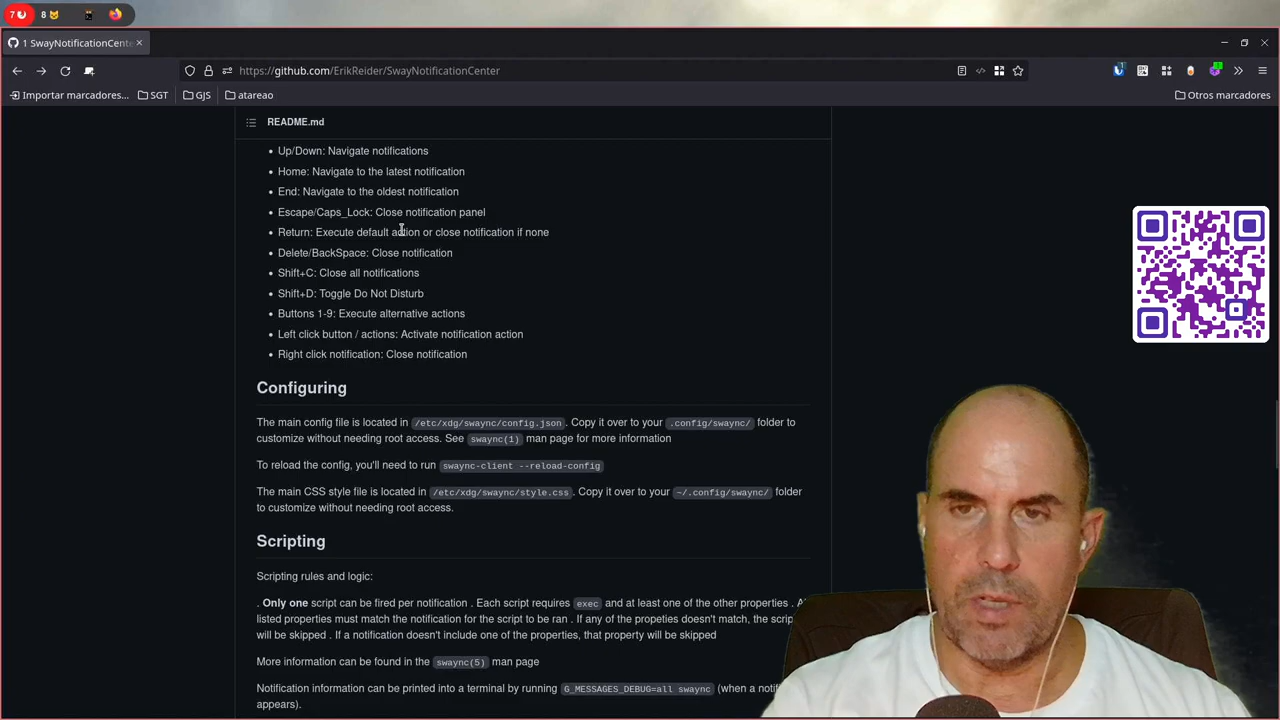 7
8
1 SwayNotificationCente
https://github.com/ErikReider/SwayNotificationCenter
Importar marcadores...
SGT
GJS
atareao
Otros marcadores
README.md
Up/Down: Navigate notifications
Home: Navigate to the latest notification
End: Navigate to the oldest notification
Escape/Caps_Lock: Close notification panel
Return: Execute default action or close notification if none
Delete/BackSpace: Close notification
Shift+C: Close all notifications
Shift+D: Toggle Do Not Disturb
Buttons 1-9: Execute alternative actions
Left click button / actions: Activate notification action
Right click notification: Close notification
Configuring
The main config file is located in /etc/xdg/swaync/config.json. Copy it over to your .config/swaync/ folder to
customize without needing root access. See swaync(1) man page for more information
To reload the config, you'll need to run swaync-client --reload-config
The main CSS style file is located in /etc/xdg/swaync/style.css. Copy it over to your ~/.config/swaync/ folder
to customize without needing root access.
Scripting
Scripting rules and logic:
. Only one script can be fired per notification . Each script requires exec and at least one of the other properties .
listed properties must match the notification for the script to be ran . If any of the propeties doesn't match, the scrip
will be skipped . If a notification doesn't include one of the properties, that property will be skipped
More information can be found in the swaync(5) man page
Notification information can be printed into a terminal by running G_MESSAGES_DEBUG=all swaync (when a notif
appears).